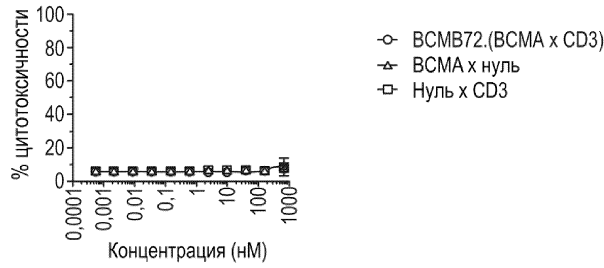 100
80
60
40
20
0
% цитотоксичности
0,0001
0,001
0,01
0,1
1
10
100
1000
Концентрация (нМ)
BCMB72.(BCMA x CD3)
BCMA x нуль
Нуль x CD3